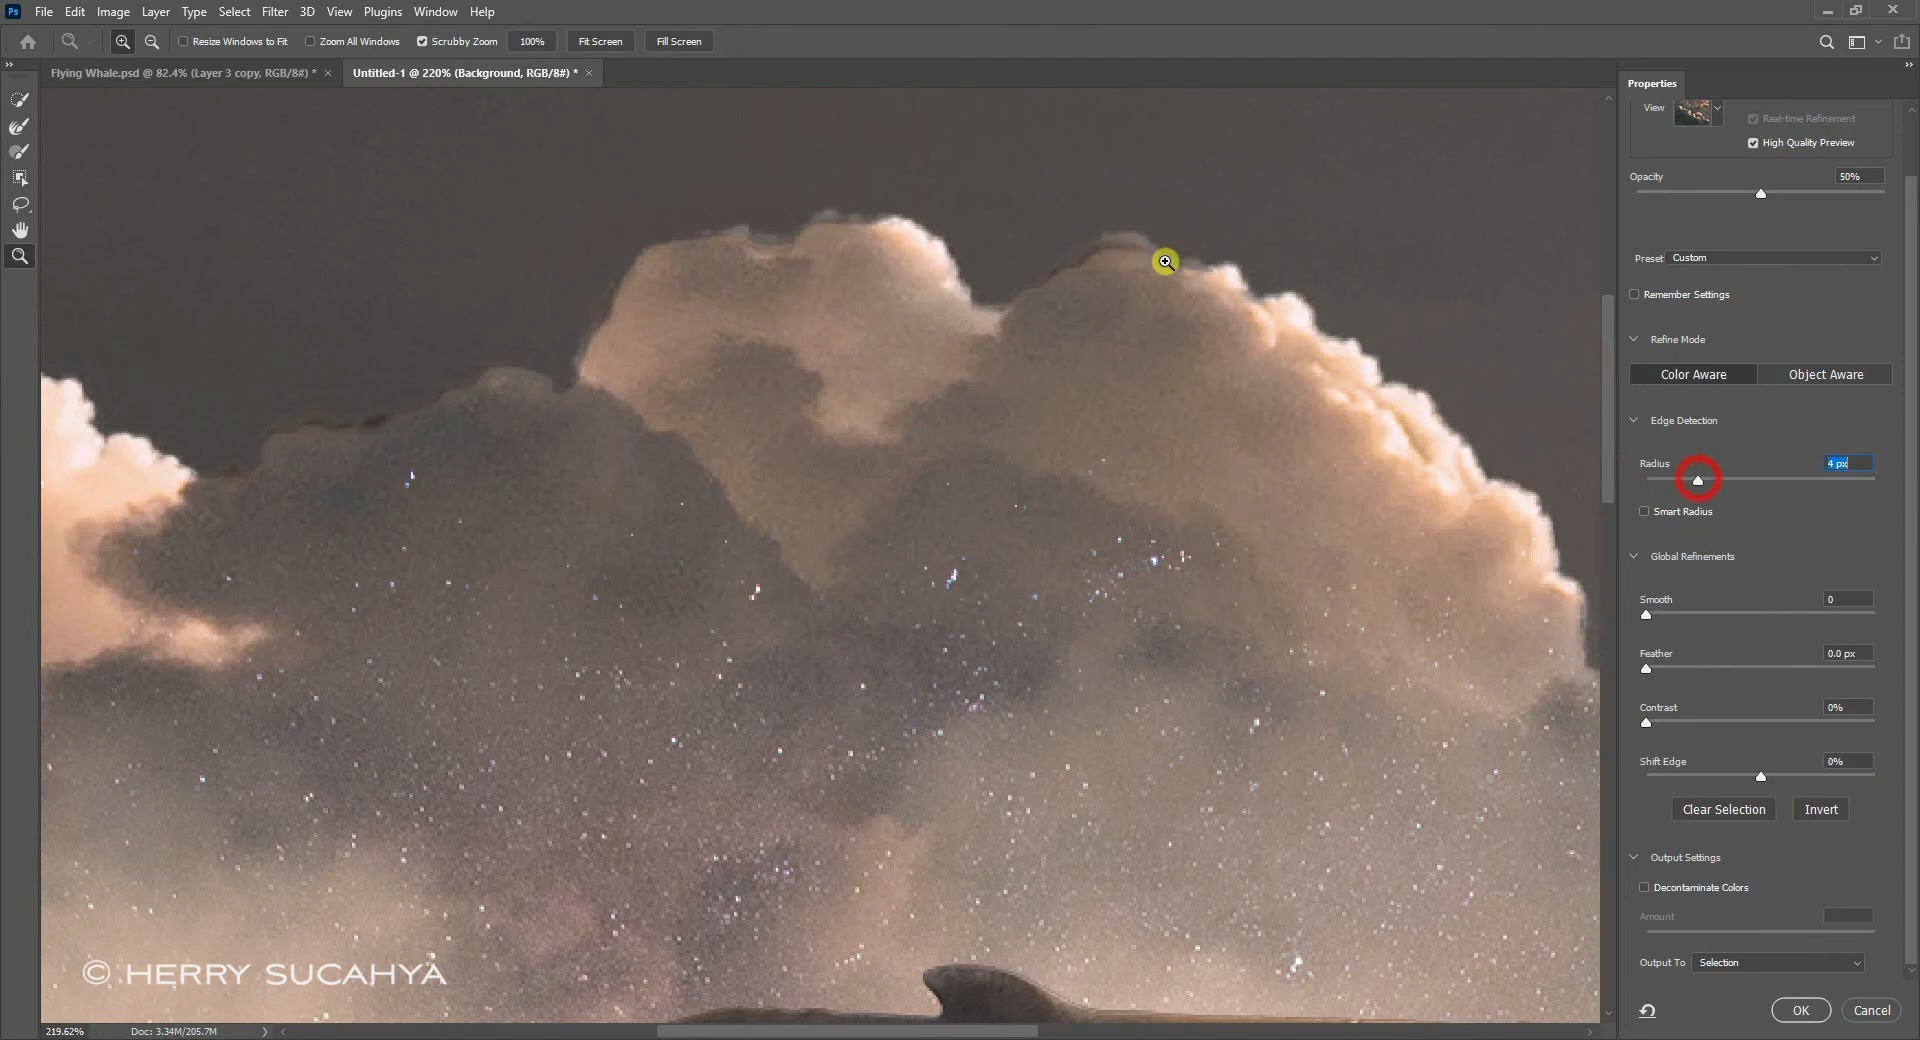 Ps File Edit Image Layer Type Select Filter 3D View Plugins Window Help
Resize Windows to Fit Zoom All Windows Scrubby Zoom 100% Fit Screen Fill Screen
Flying Whale.psd @ 82.4% (Layer 3 copy, RGB/8#) * × Untitled-1 @ 220% (Background, RGB/8#) * ×
Properties
View
Real-time Refinement
High Quality Preview
Opacity 50%
Preset Custom
Remember Settings
Refine Mode
Color Aware Object Aware
Edge Detection
Radius 4 px
Smart Radius
Global Refinements
Smooth 0
Feather 0.0 px
Contrast 0%
Shift Edge 0%
Clear Selection Invert
Output Settings
Decontaminate Colors
Amount
Output To Selection
OK Cancel
© HERRY SUCAHYA
219.62% Doc: 3.34M/205.7M